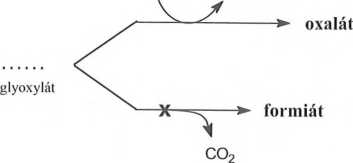 oxalát
......
glyoxylát
x
formiát
CO₂